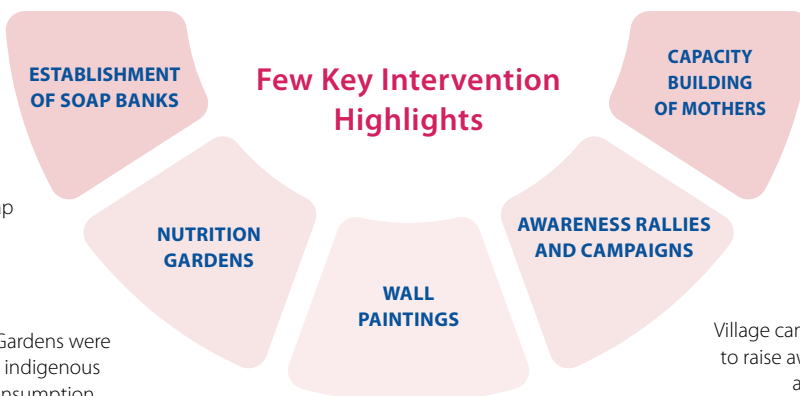 Few Key Intervention
Highlights
ESTABLISHMENT
OF SOAP BANKS
NUTRITION
GARDENS
WALL
PAINTINGS
AWARENESS RALLIES
AND CAMPAIGNS
CAPACITY
BUILDING
OF MOTHERS
Gardens were
indigenous
Village
to raise